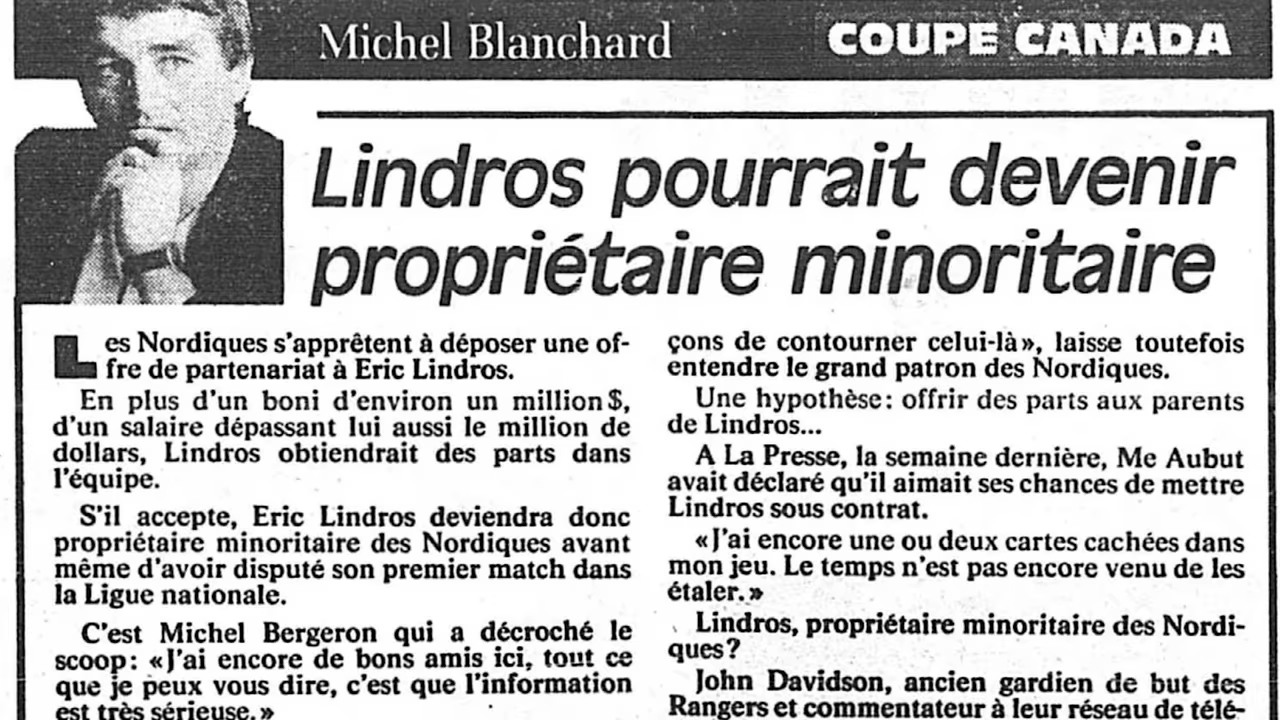 Michel Blanchard
COUPE CANADA
Lindros pourrait devenir
propriétaire minoritaire
Les Nordiques s'apprêtent à déposer une of-
fre de partenariat à Eric Lindros.
En plus d'un boni d'environ un million $,
d'un salaire dépassant lui aussi le million de
dollars, Lindros obtiendrait des parts dans
l'équipe.
S'il accepte, Eric Lindros deviendra donc
propriétaire minoritaire des Nordiques avant
même d'avoir disputé son premier match dans
la Ligue nationale.
C'est Michel Bergeron qui a décroché le
scoop: «J'ai encore de bons amis ici, tout ce
que je peux vous dire, c'est que l'information
est très sérieuse.»
çons de contourner celui-là», laisse toutefois
entendre le grand patron des Nordiques.
Une hypothèse: offrir des parts aux parents
de Lindros...
A La Presse, la semaine dernière, Me Aubut
avait déclaré qu'il aimait ses chances de mettre
Lindros sous contrat.
«J'ai encore une ou deux cartes cachées dans
mon jeu. Le temps n'est pas encore venu de les
étaler.»
Lindros, propriétaire minoritaire des Nordi-
ques?
John Davidson, ancien gardien de but des
Rangers et commentateur à leur réseau de télé-